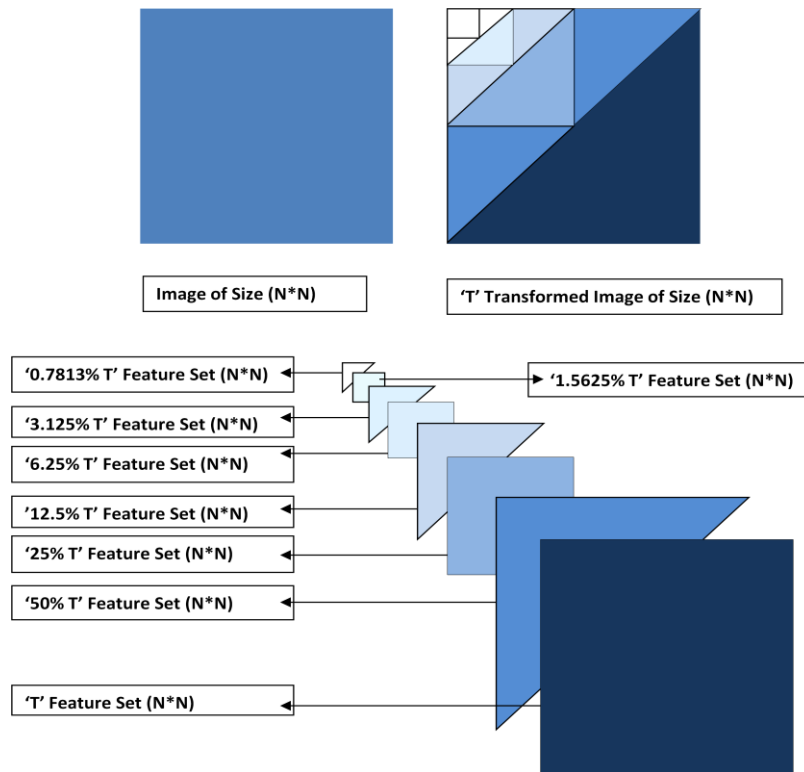 Image of Size (N*N)
‘T’ Transformed Image of Size (N*N)
‘0.7813% T’ Feature Set (N*N)
‘1.5625% T’ Feature Set (N*N)
‘3.125% T’ Feature Set (N*N)
‘6.25% T’ Feature Set (N*N)
’12.5% T’ Feature Set (N*N)
‘25% T’ Feature Set (N*N)
‘50% T’ Feature Set (N*N)
‘T’ Feature Set (N*N)